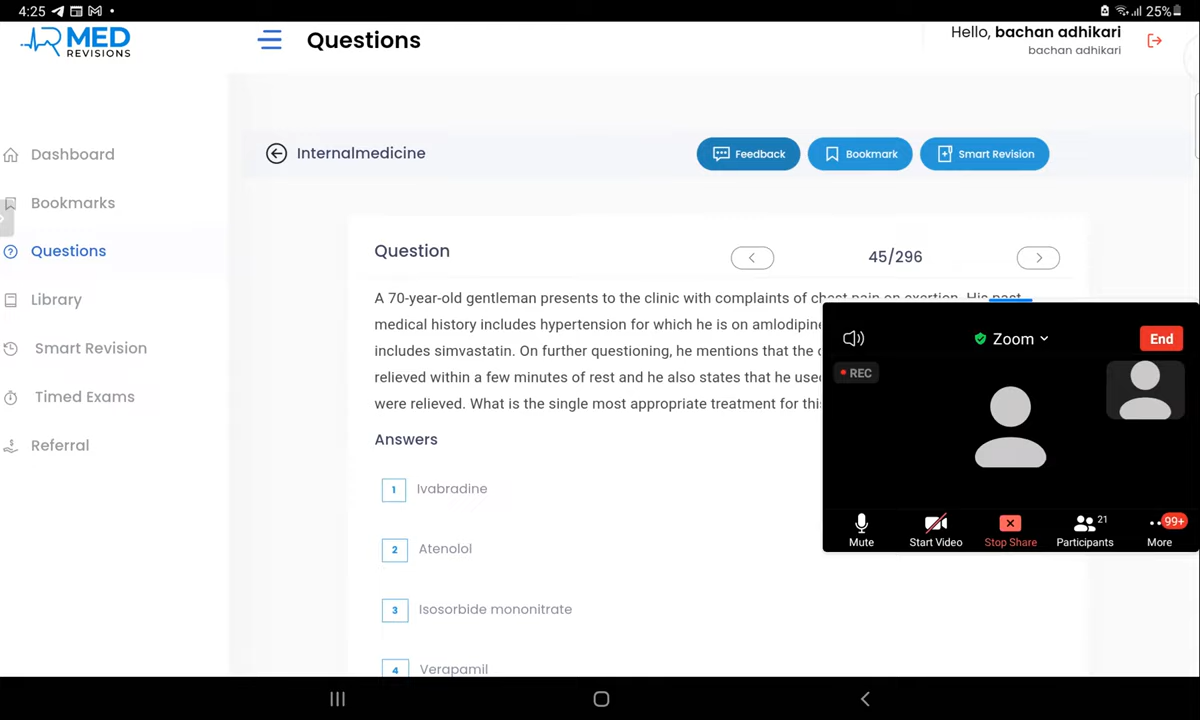 4:25
25%
MED
REVISIONS
Questions
Hello, bachan adhikari
bachan adhikari
Dashboard
Bookmarks
Questions
Library
Smart Revision
Timed Exams
Referral
Internalmedicine
Feedback
Bookmark
Smart Revision
Question
45/296
A 70-year-old gentleman presents to the clinic with complaints of chest pain on exertion. His past
medical history includes hypertension for which he is on amlodipine
includes simvastatin. On further questioning, he mentions that the
relieved within a few minutes of rest and he also states that he used
were relieved. What is the single most appropriate treatment for this
Answers
1 Ivabradine
2 Atenolol
3 Isosorbide mononitrate
4 Verapamil
Zoom
End
REC
Mute
Start Video
Stop Share
Participants
21
More
99+